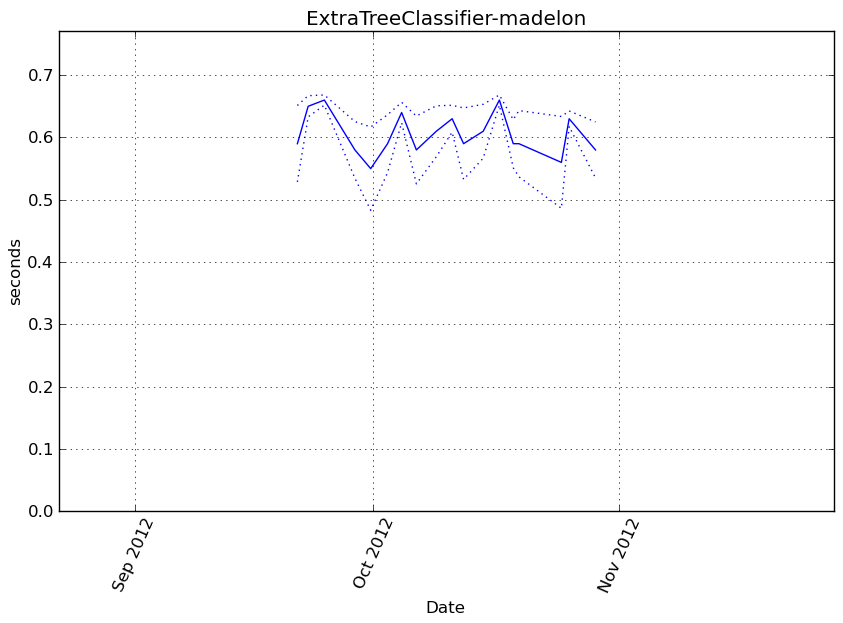 ExtraTreeClassifier-madelon
0.7
0.6
0.5
0.4
0.3
0.2
0.1
0.0
seconds
Sep 2012
Oct 2012
Nov 2012
Date